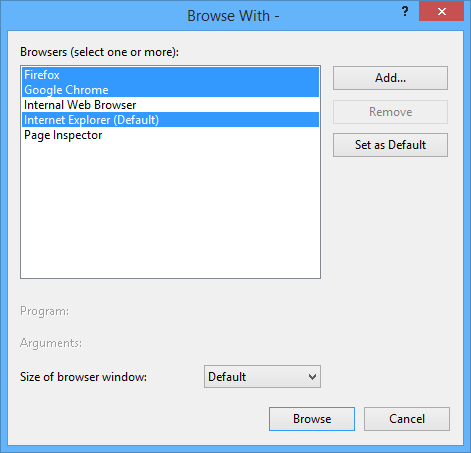 Browse With -
?
Browsers (select one or more):
Firefox
Google Chrome
Internal Web Browser
Internet Explorer (Default)
Page Inspector
Add...
Remove
Set as Default
Program:
Arguments:
Size of browser window:
Default
Browse
Cancel